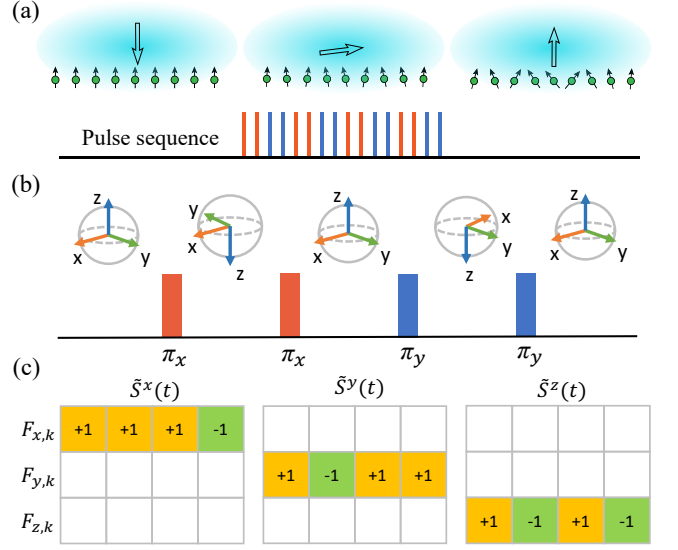 (a)
Pulse sequence
(b)
z y z x z
x y x z x y z y x y
π_x π_x π_y π_y
(c)
S̃^x(t) S̃^y(t) S̃^z(t)
F_{x,k} +1 +1 +1 -1
F_{y,k} +1 -1 +1 +1
F_{z,k} +1 -1 +1 -1